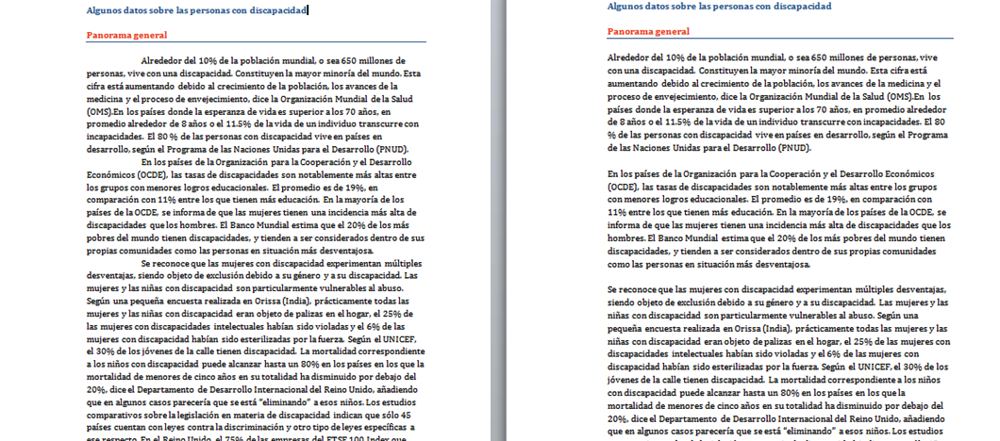 Algunos datos sobre las personas con discapacidad
Panorama general
Alrededor del 10% de la población mundial, o sea 650 millones de
personas, vive con una discapacidad. Constituyen la mayor minoría del mundo. Esta
cifra está aumentando debido al crecimiento de la población, los avances de la
medicina y el proceso de envejecimiento, dice la Organización Mundial de la Salud
(OMS).En los países donde la esperanza de vida es superior a los 70 años, en
promedio alrededor de 8 años o el 11.5% de la vida de un individuo transcurre con
incapacidades. El 80 % de las personas con discapacidad vive en países en
desarrollo, según el Programa de las Naciones Unidas para el Desarrollo (PNUD).
En los países de la Organización para la Cooperación y el Desarrollo
Económicos (OCDE), las tasas de discapacidades son notablemente más altas entre
los grupos con menores logros educacionales. El promedio es de 19%, en
comparación con 11% entre los que tienen más educación. En la mayoría de los
países de la OCDE, se informa de que las mujeres tienen una incidencia más alta de
discapacidades que los hombres. El Banco Mundial estima que el 20% de los más
pobres del mundo tienen discapacidades, y tienden a ser considerados dentro de sus
propias comunidades como las personas en situación más desventajosa.
Se reconoce que las mujeres con discapacidad experimentan múltiples
desventajas, siendo objeto de exclusión debido a su género y a su discapacidad. Las
mujeres y las niñas con discapacidad son particularmente vulnerables al abuso.
Según una pequeña encuesta realizada en Orissa (India), prácticamente todas las
mujeres y las niñas con discapacidad eran objeto de palizas en el hogar, el 25% de
las mujeres con discapacidades intelectuales habían sido violadas y el 6% de las
mujeres con discapacidad habían sido esterilizadas por la fuerza. Según el UNICEF,
el 30% de los jóvenes de la calle tienen discapacidad. La mortalidad correspondiente
a los niños con discapacidad puede alcanzar hasta un 80% en los países en los que la
mortalidad de menores de cinco años en su totalidad ha disminuido por debajo del
20%, dice el Departamento de Desarrollo Internacional del Reino Unido, añadiendo
que en algunos casos parecería que se está “eliminando” a esos niños. Los estudios
comparativos sobre la legislación en materia de discapacidad indican que sólo 45
países cuentan con leyes contra la discriminación y otro tipo de leyes específicas a
ese respecto. En el Reino Unido, el 75% de las empresas del FTSE 100 Index que
Algunos datos sobre las personas con discapacidad
Panorama general
Alrededor del 10% de la población mundial, o sea 650 millones de personas, vive
con una discapacidad. Constituyen la mayor minoría del mundo. Esta cifra está
aumentando debido al crecimiento de la población, los avances de la medicina y el
proceso de envejecimiento, dice la Organización Mundial de la Salud (OMS).En los
países donde la esperanza de vida es superior a los 70 años, en promedio alrededor
de 8 años o el 11.5% de la vida de un individuo transcurre con incapacidades. El 80
% de las personas con discapacidad vive en países en desarrollo, según el Programa
de las Naciones Unidas para el Desarrollo (PNUD).
En los países de la Organización para la Cooperación y el Desarrollo Económicos
(OCDE), las tasas de discapacidades son notablemente más altas entre los grupos
con menores logros educacionales. El promedio es de 19%, en comparación con
11% entre los que tienen más educación. En la mayoría de los países de la OCDE, se
informa de que las mujeres tienen una incidencia más alta de discapacidades que los
hombres. El Banco Mundial estima que el 20% de los más pobres del mundo tienen
discapacidades, y tienden a ser considerados dentro de sus propias comunidades
como las personas en situación más desventajosa.
Se reconoce que las mujeres con discapacidad experimentan múltiples desventajas,
siendo objeto de exclusión debido a su género y a su discapacidad. Las mujeres y las
niñas con discapacidad son particularmente vulnerables al abuso. Según una
pequeña encuesta realizada en Orissa (India), prácticamente todas las mujeres y las
niñas con discapacidad eran objeto de palizas en el hogar, el 25% de las mujeres con
discapacidades intelectuales habían sido violadas y el 6% de las mujeres con
discapacidad habían sido esterilizadas por la fuerza. Según el UNICEF, el 30% de los
jóvenes de la calle tienen discapacidad. La mortalidad correspondiente a los niños
con discapacidad puede alcanzar hasta un 80% en los países en los que la
mortalidad de menores de cinco años en su totalidad ha disminuido por debajo del
20%, dice el Departamento de Desarrollo Internacional del Reino Unido, añadiendo
que en algunos casos parecería que se está “eliminando” a esos niños. Los estudios